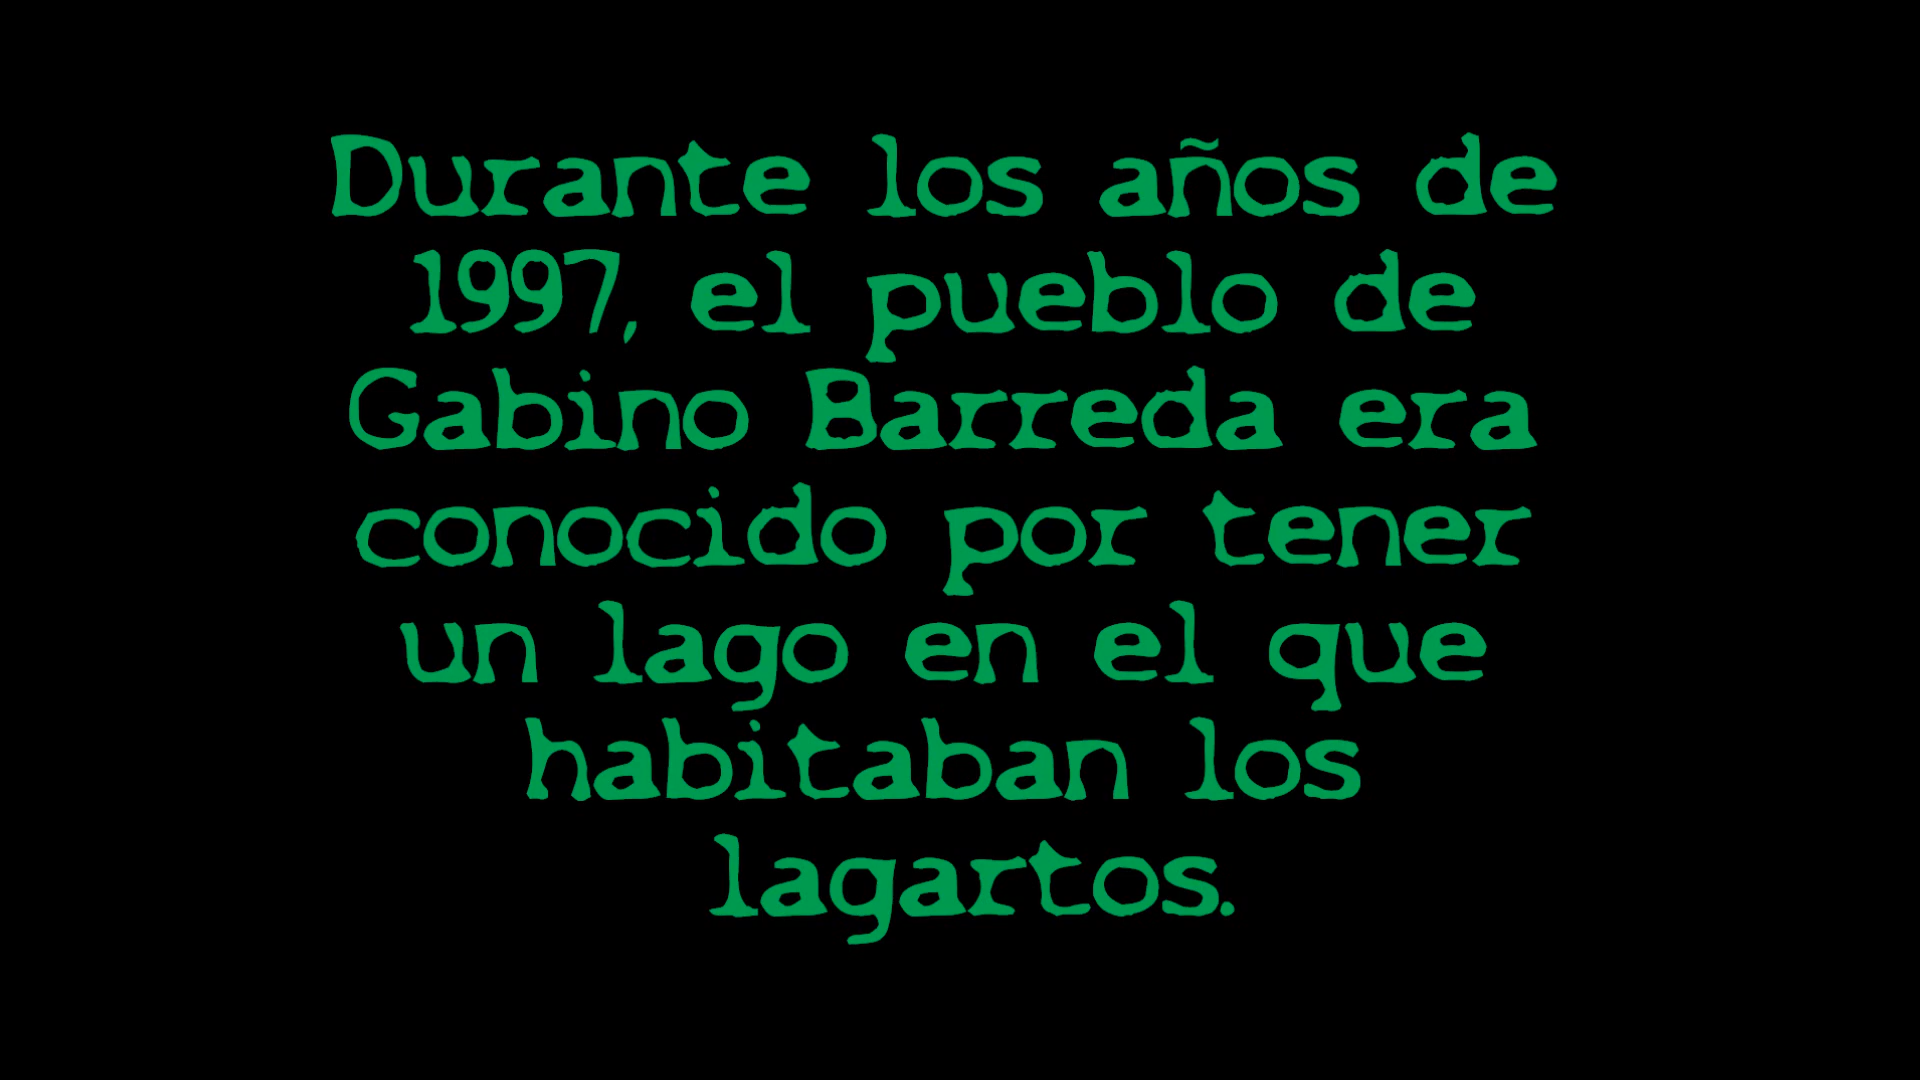 Durante los años de
1997, el pueblo de
Gabino Barreda era
conocido por tener
un lago en el que
habitaban los
lagartos.